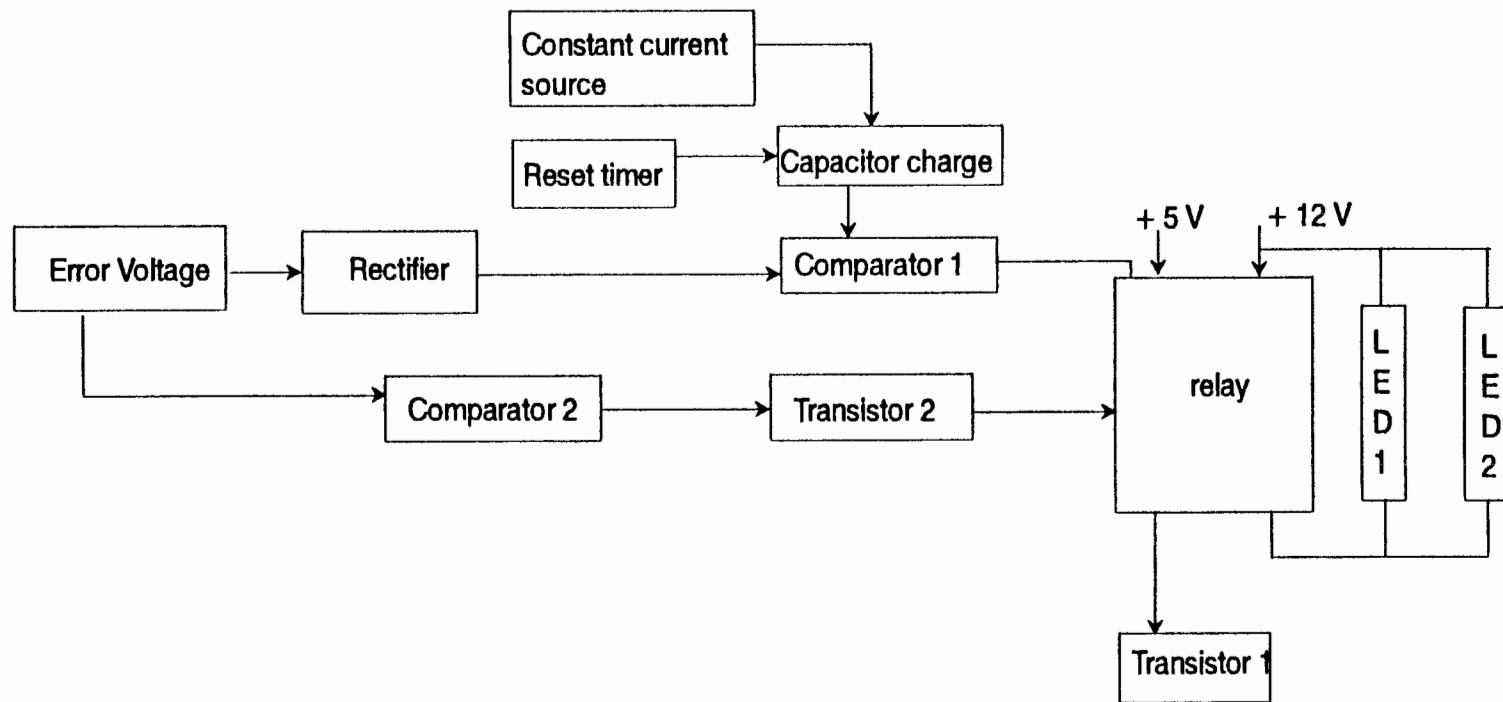 Constant current
source
Reset timer
Capacitor charge
+ 5 V
+ 12 V
Error Voltage
Rectifier
Comparator 1
Comparator 2
Transistor 2
relay
L
E
D
1
L
E
D
2
Transistor 1